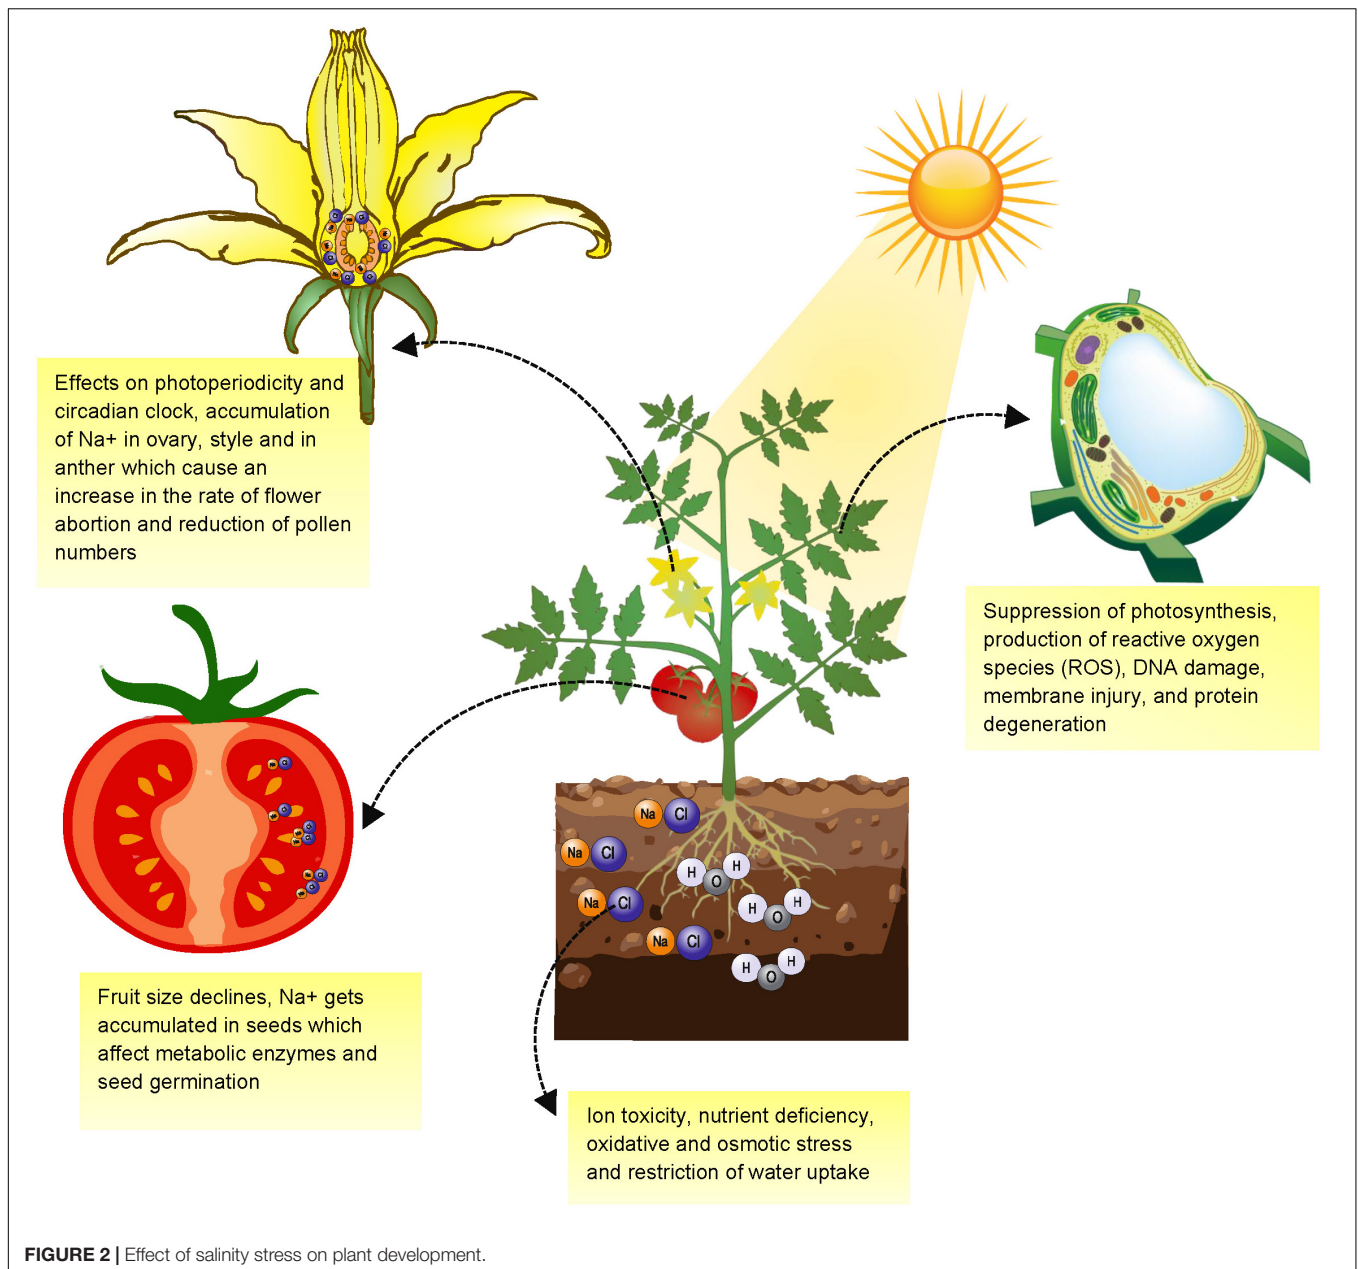 Effects on photoperiodicity and
circadian clock, accumulation
of Na+ in ovary, style and in
anther which cause an
increase in the rate of flower
abortion and reduction of pollen
numbers
Suppression of photosynthesis,
production of reactive oxygen
species (ROS), DNA damage,
membrane injury, and protein
degeneration
Na Cl
Na Cl
H O H
Na Cl
H O H
Na Cl
H O H
Fruit size declines, Na+ gets
accumulated in seeds which
affect metabolic enzymes and
seed germination
Ion toxicity, nutrient deficiency,
oxidative and osmotic stress
and restriction of water uptake
FIGURE 2 | Effect of salinity stress on plant development.